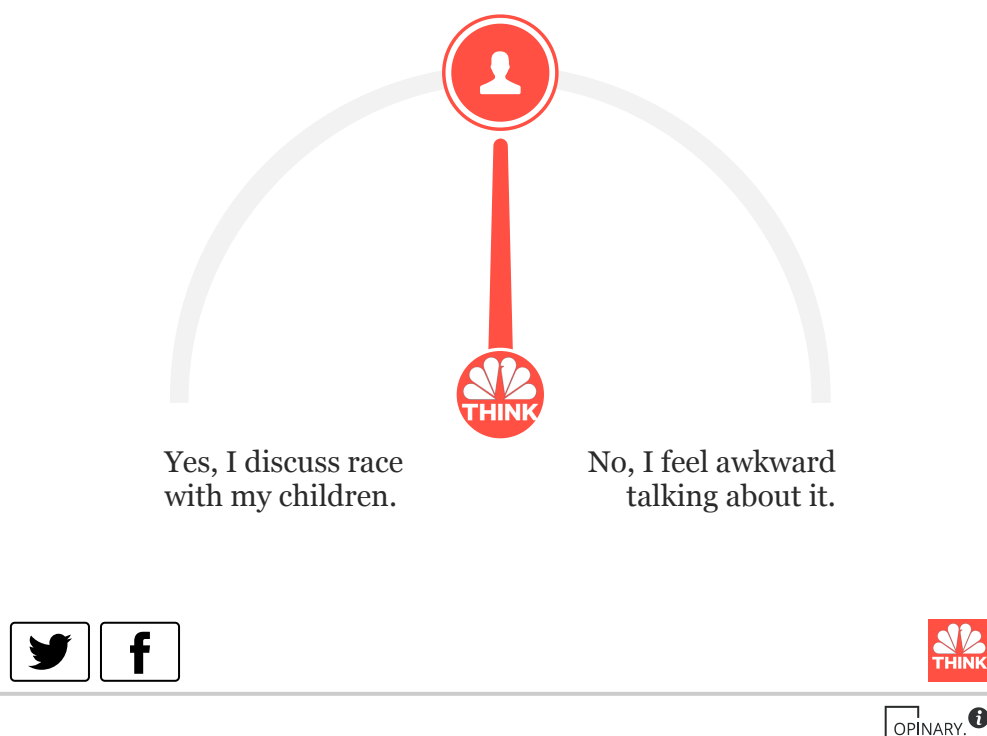 THINK
Yes, I discuss race
with my children.
No, I feel awkward
talking about it.
THINK
OPINARY.